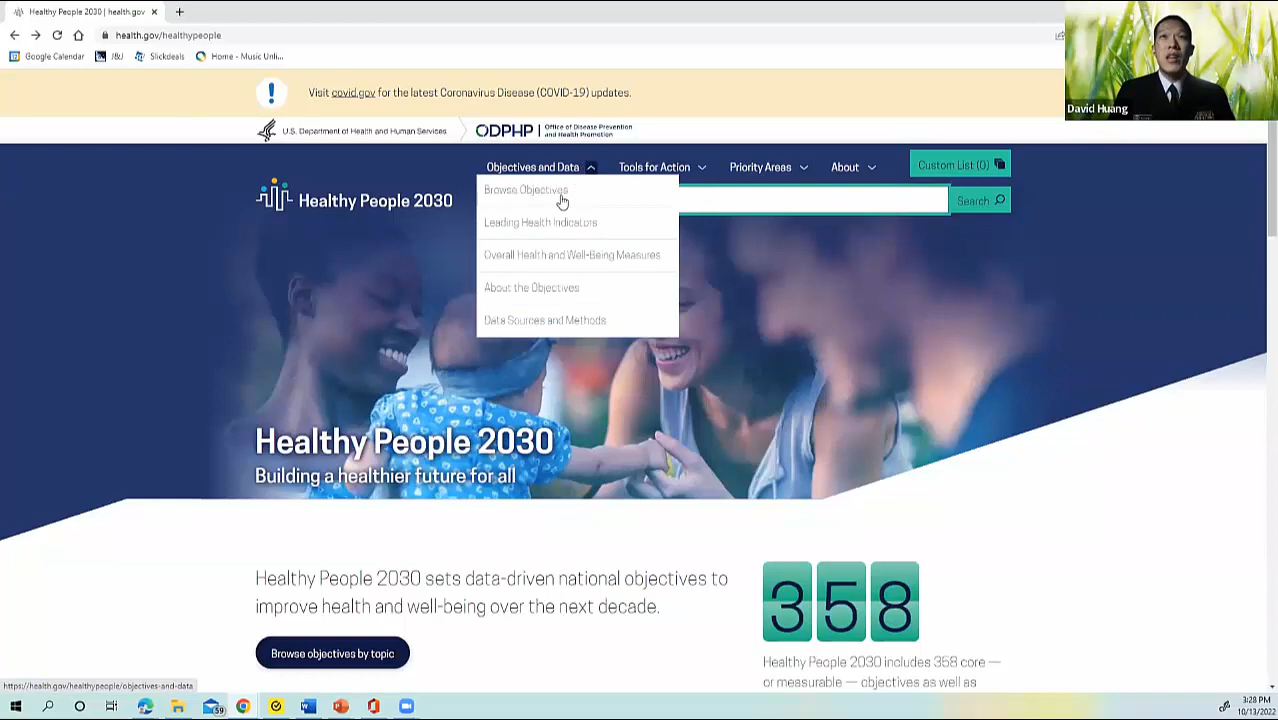 Healthy People 2030 | health.gov
health.gov/healthypeople
Google Calendar J&J Slickdeals Home - Music Unli...
David Huang
! Visit covid.gov for the latest Coronavirus Disease (COVID-19) updates.
U.S. Department of Health and Human Services ODPHP | Office of Disease Prevention
and Health Promotion
Objectives and Data Tools for Action Priority Areas About Custom List (0)
Healthy People 2030
Search
Browse Objectives
Leading Health Indicators
Overall Health and Well-Being Measures
About the Objectives
Data Sources and Methods
Healthy People 2030
Building a healthier future for all
Healthy People 2030 sets data-driven national objectives to
improve health and well-being over the next decade.
Browse objectives by topic
358
Healthy People 2030 includes 358 core —
or measurable — objectives as well as
https://health.gov/healthypeople/objectives-and-data
59
3:28 PM
10/13/2022